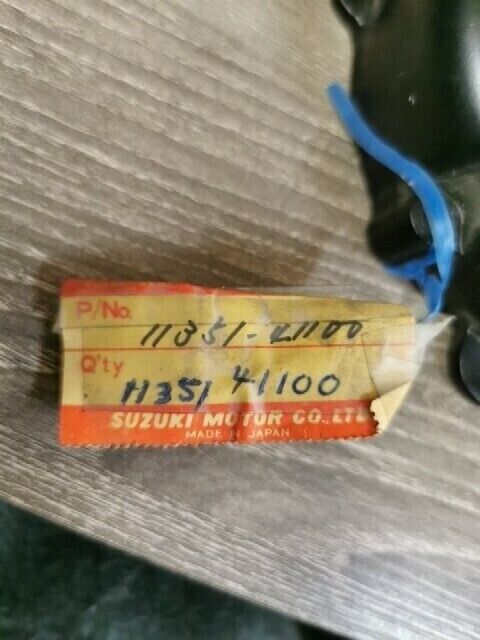 P/No. 11351-41100
Q'ty
11351 41100
SUZUKI MOTOR CO.,LTD
MADE IN JAPAN